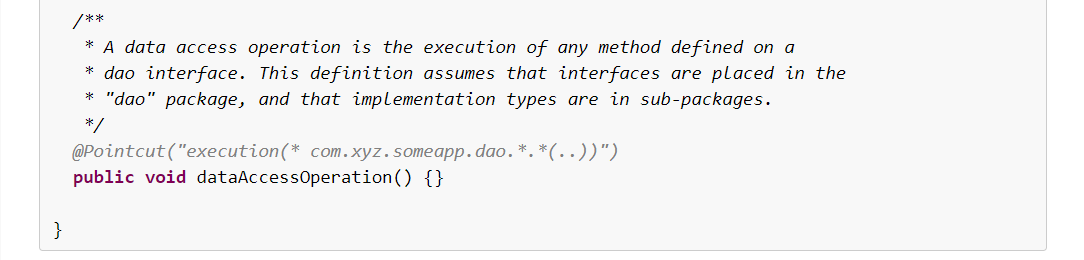 /**
* A data access operation is the execution of any method defined on a
* dao interface. This definition assumes that interfaces are placed in the
* "dao" package, and that implementation types are in sub-packages.
*/
@Pointcut("execution(* com.xyz.someapp.dao.*.*(..))")
public void dataAccessOperation() {}
}